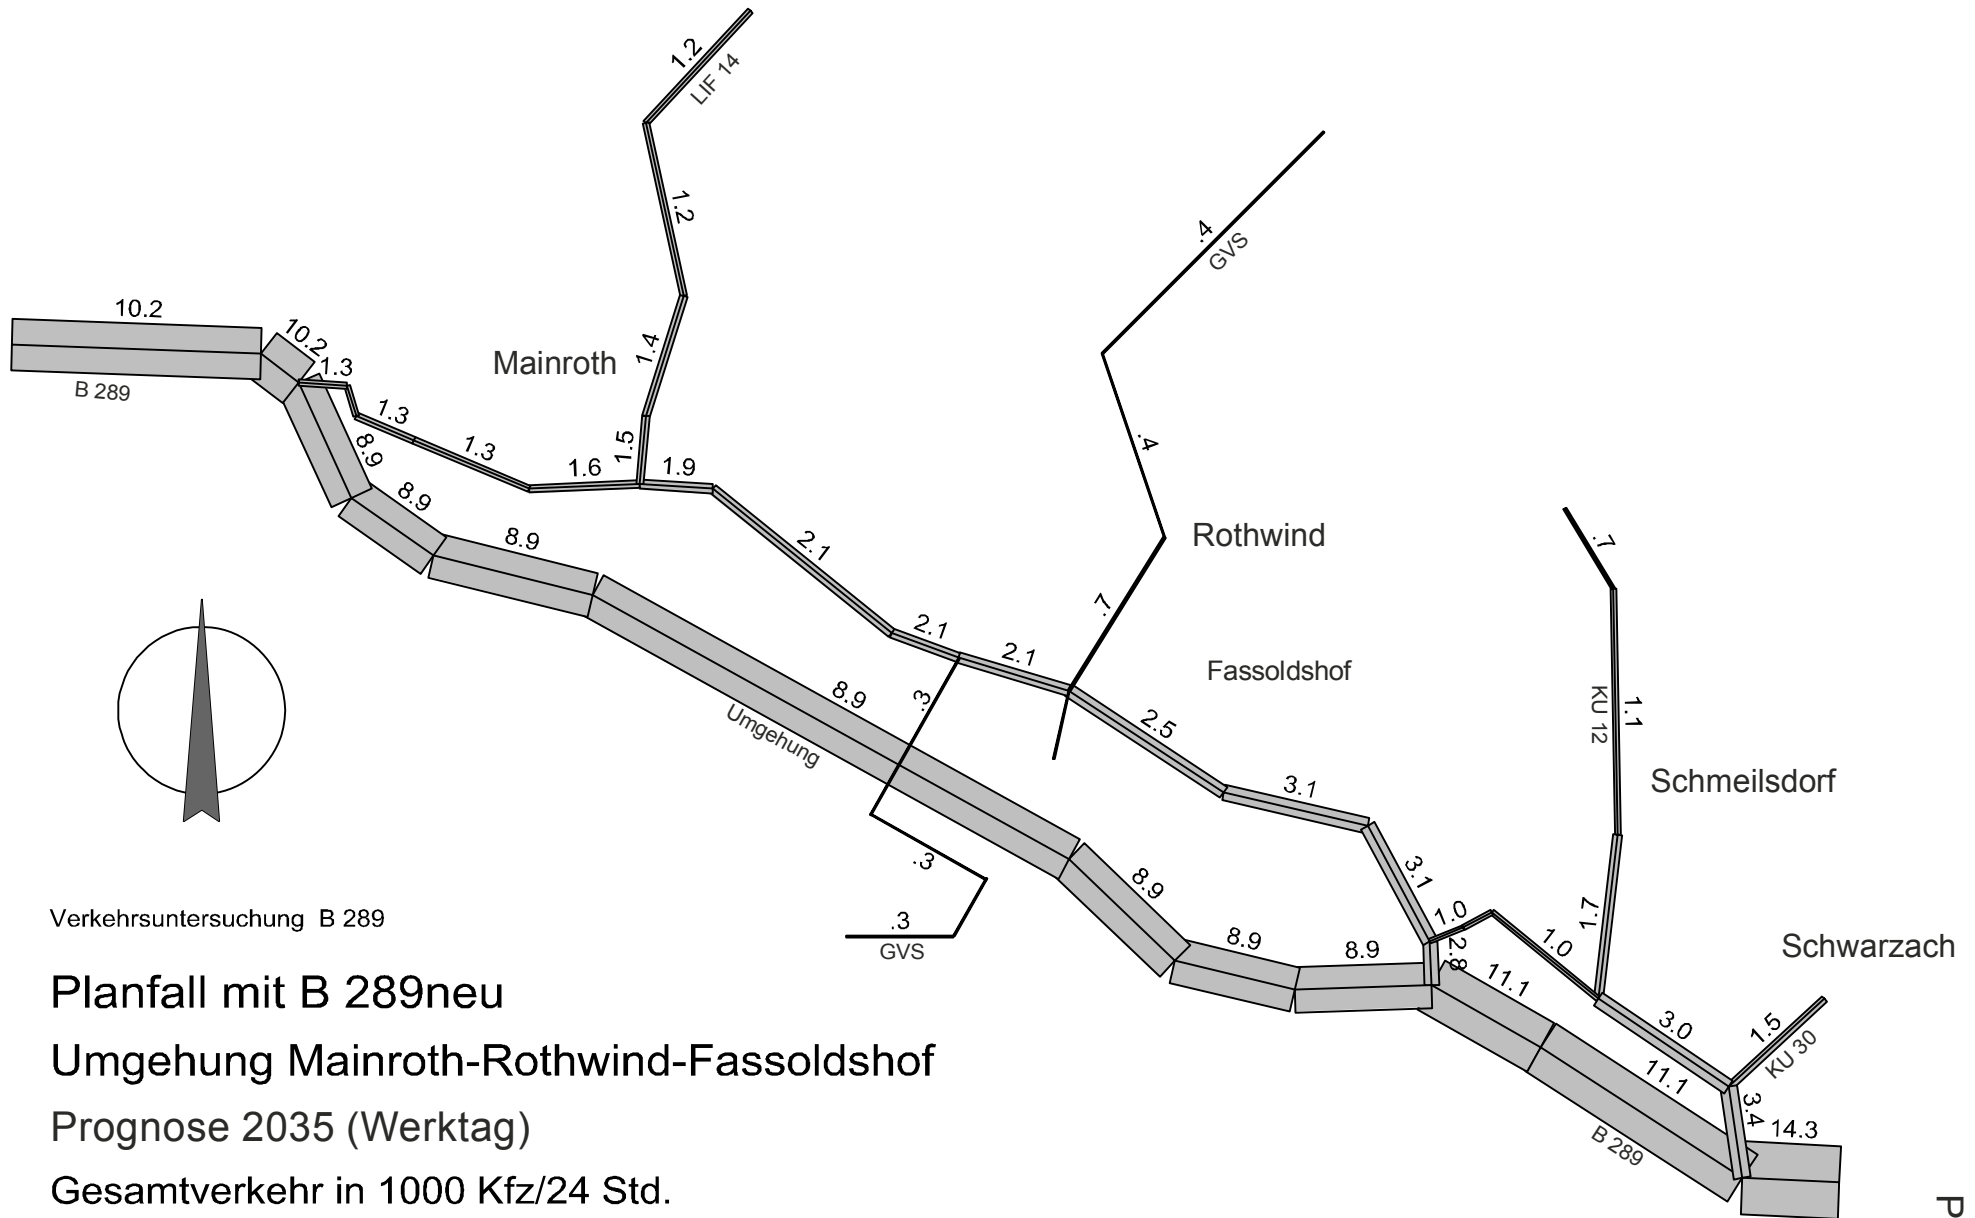 1.2
LIF 14
1.2
.4
GVS
10.2
B 289
10.2
1.3
Mainroth
1.4
.4
1.3
8.9
1.3
1.5
1.6
1.9
8.9
8.9
2.1
Rothwind
.7
.7
2.1
2.1
.3
Fassoldshof
8.9
Umgehung
2.5
KU 12
1.1
3.1
Schmeilsdorf
.3
3.1
8.9
.3
GVS
8.9
8.9
1.0
2.8
1.0
1.7
Schwarzach
11.1
3.0
1.5
KU 30
11.1
3.4
14.3
B 289
Verkehrsuntersuchung B 289
Planfall mit B 289neu
Umgehung Mainroth-Rothwind-Fassoldshof
Prognose 2035 (Werktag)
Gesamtverkehr in 1000 Kfz/24 Std.
P